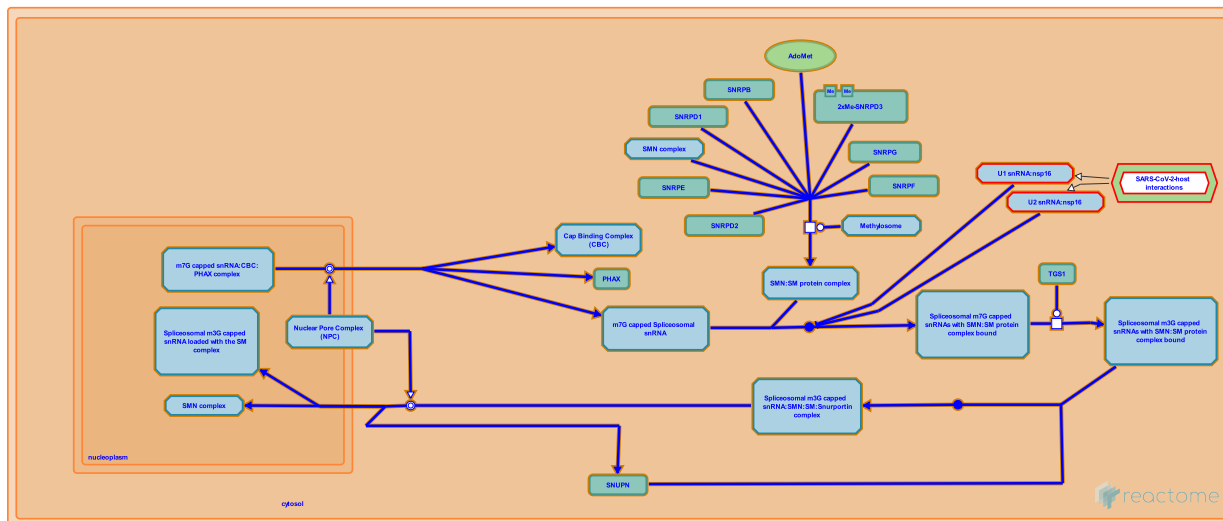 AdoMet
SNRPB
Me
Me
2xMe-SNRPD3
SNRPD1
SMN complex
SNRPG
SNRPE
SNRPF
SNRPD2
Methylosome
U1 snRNA:nsp16
U2 snRNA:nsp16
SARS-CoV-2-host
interactions
Cap Binding Complex
(CBC)
m7G capped snRNA:CBC:
PHAX complex
PHAX
SMN:SM protein complex
TGS1
Spliceosomal m3G capped
snRNA loaded with the SM
complex
Nuclear Pore Complex
(NPC)
m7G capped Spliceosomal
snRNA
Spliceosomal m7G capped
snRNAs with SMN:SM protein
complex bound
Spliceosomal m3G capped
snRNAs with SMN:SM protein
complex bound
SMN complex
Spliceosomal m3G capped
snRNA:SMN:SM:Snurportin
complex
nucleoplasm
SNUPN
cytosol
reactome